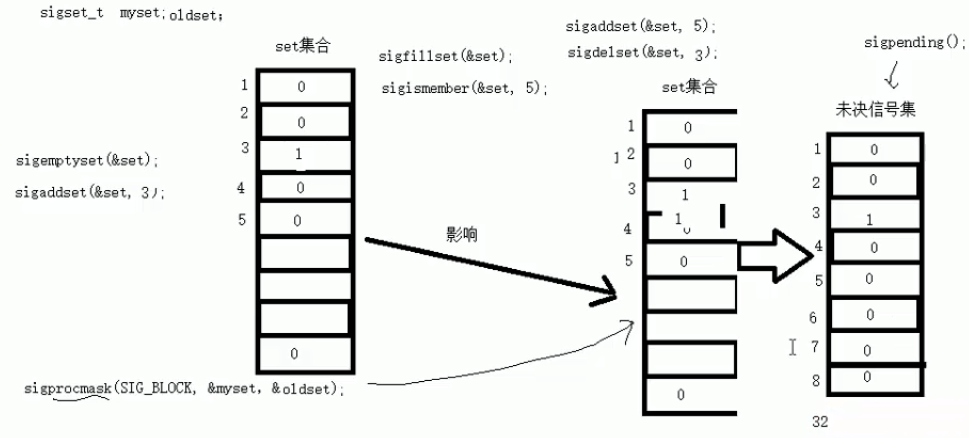 sigset_t myset; oldset;
set集合
sigfillset(&set);
sigismember(&set, 5);
sigaddset(&set, 5);
sigdelset(&set, 3);
set集合
sigpending();
未决信号集
sigemptyset(&set);
sigaddset(&set, 3);
1 0
2 0
3 1
4 0
5 0
0
影响
1 0
2 0
3 1
4 1 0
5 0
0
1 0
2 0
3 1
4 0
5 0
6 0
7 0
8 0
32
sigprocmask(SIG_BLOCK, &myset, &oldset);